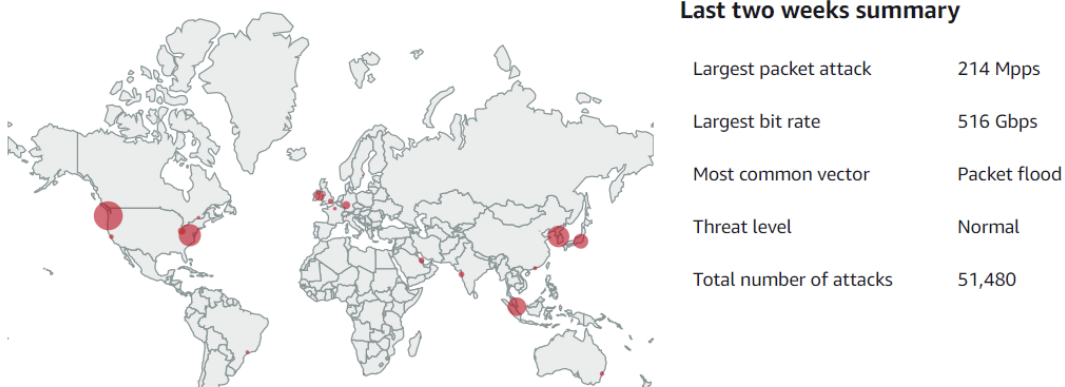 Last two weeks summary
Largest packet attack 214 Mpps
Largest bit rate 516 Gbps
Most common vector Packet flood
Threat level Normal
Total number of attacks 51,480